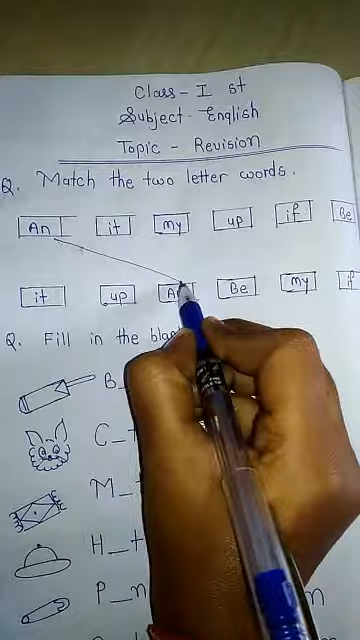 Class - I st
Subject - English
Topic - Revision
Q. Match the two letter words.
An it my up if Be
it up An Be my if
Q. Fill in the
B_
C_t
M_t
H_t
P_n n